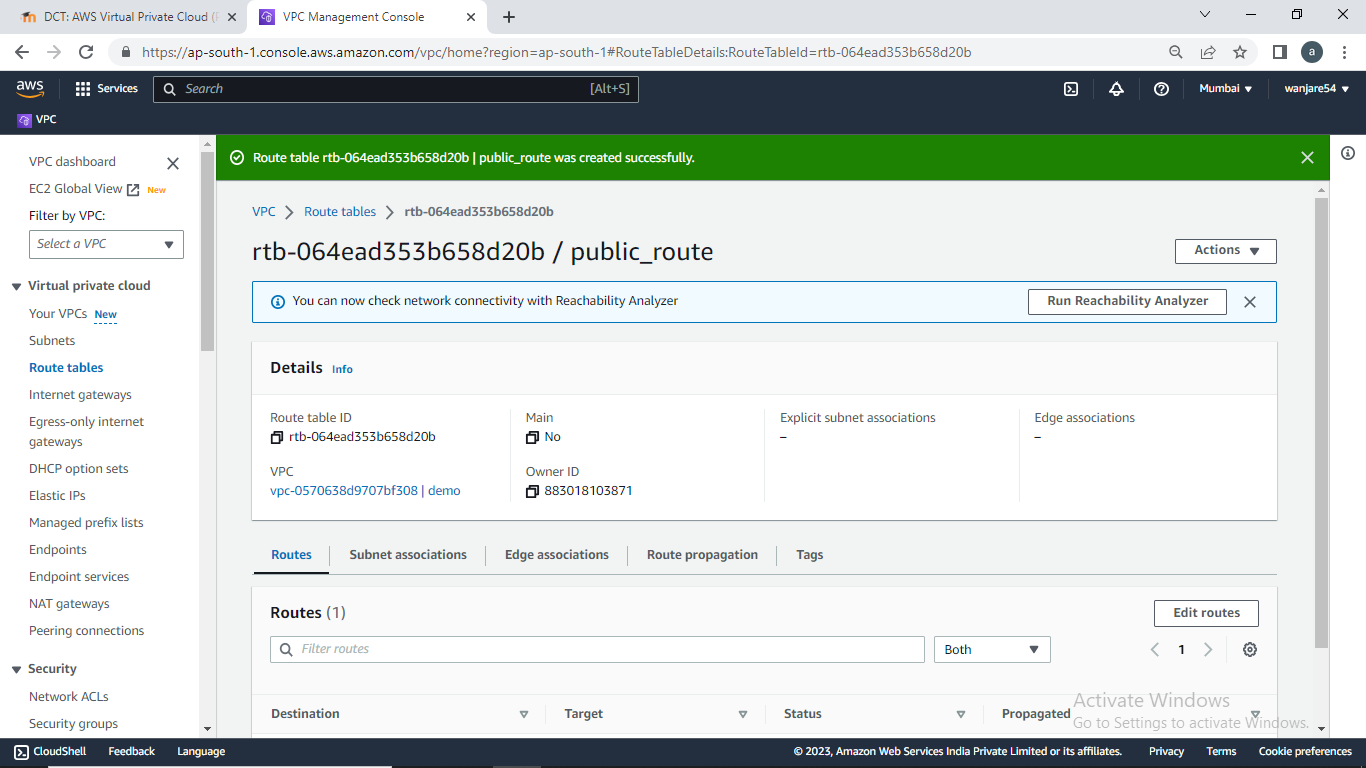 DCT: AWS Virtual Private Cloud (
VPC Management Console
https://ap-south-1.console.aws.amazon.com/vpc/home?region=ap-south-1#RouteTableDetails:RouteTableId=rtb-064ead353b658d20b
a
aws
Services
Search
[Alt+S]
Mumbai
wanjare54
VPC
VPC dashboard
EC2 Global View New
Filter by VPC:
Select a VPC
Virtual private cloud
Your VPCs New
Subnets
Route tables
Internet gateways
Egress-only internet
gateways
DHCP option sets
Elastic IPs
Managed prefix lists
Endpoints
Endpoint services
NAT gateways
Peering connections
Security
Network ACLs
Security groups
Route table rtb-064ead353b658d20b | public_route was created successfully.
VPC
Route tables
rtb-064ead353b658d20b
rtb-064ead353b658d20b / public_route
Actions
You can now check network connectivity with Reachability Analyzer
Run Reachability Analyzer
Details Info
Route table ID
rtb-064ead353b658d20b
Main
No
Explicit subnet associations
–
Edge associations
–
VPC
vpc-0570638d9707bf308 | demo
Owner ID
883018103871
Routes
Subnet associations
Edge associations
Route propagation
Tags
Routes (1)
Edit routes
Filter routes
Both
1
Destination
Target
Status
Propagated
Activate Windows
Go to Settings to activate Windows.
CloudShell
Feedback
Language
© 2023, Amazon Web Services India Private Limited or its affiliates.
Privacy
Terms
Cookie preferences